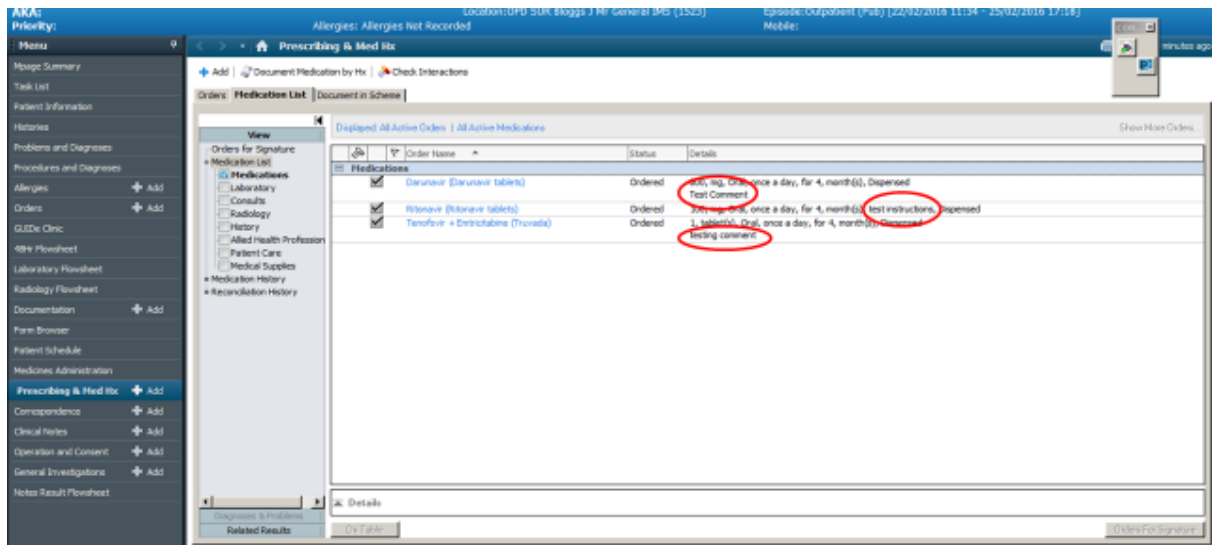 AKA:
Location:OPD SUR Bloggs J Mr General IMS (1523)
Episode:Outpatient (Pub) [22/02/2016 11:34 - 25/02/2016 17:18]
Priority:
Allergies: Allergies Not Recorded
Mobile:
Menu
Prescribing & Med Hx
minutes ago
Mpage Summary
Task List
Patient Information
Histories
Problems and Diagnoses
Procedures and Diagnoses
Allergies + Add
Orders + Add
GUIDe Clinic
48Hr Flowsheet
Laboratory Flowsheet
Radiology Flowsheet
Documentation + Add
Form Browser
Patient Schedule
Medicines Administration
Prescribing & Med Hx + Add
Correspondence + Add
Clinical Notes + Add
Operation and Consent + Add
General Investigations + Add
Notes Result Flowsheet
+ Add | Document Medication by Hx | Check Interactions
Orders Medication List Document in Scheme
View
Orders for Signature
Medication List
Medications
Laboratory
Consults
Radiology
History
Allied Health Profession
Patient Care
Medical Supplies
Medication History
Reconciliation History
Diagnoses & Problems
Related Results
Displayed: All Active Orders | All Active Medications
Show More Orders...
Order Name Status Details
Medications
Darunavir (Darunavir tablets) Ordered 800, mg, Oral, once a day, for 4, month(s), Dispensed
Test Comment
Ritonavir (Ritonavir tablets) Ordered 100, mg, Oral, once a day, for 4, month(s), test instructions, Dispensed
Tenofovir + Emtricitabine (Truvada) Ordered 1, tablet(s), Oral, once a day, for 4, month(s), Dispensed
testing comment
Details
Dx Table
Orders For Signature